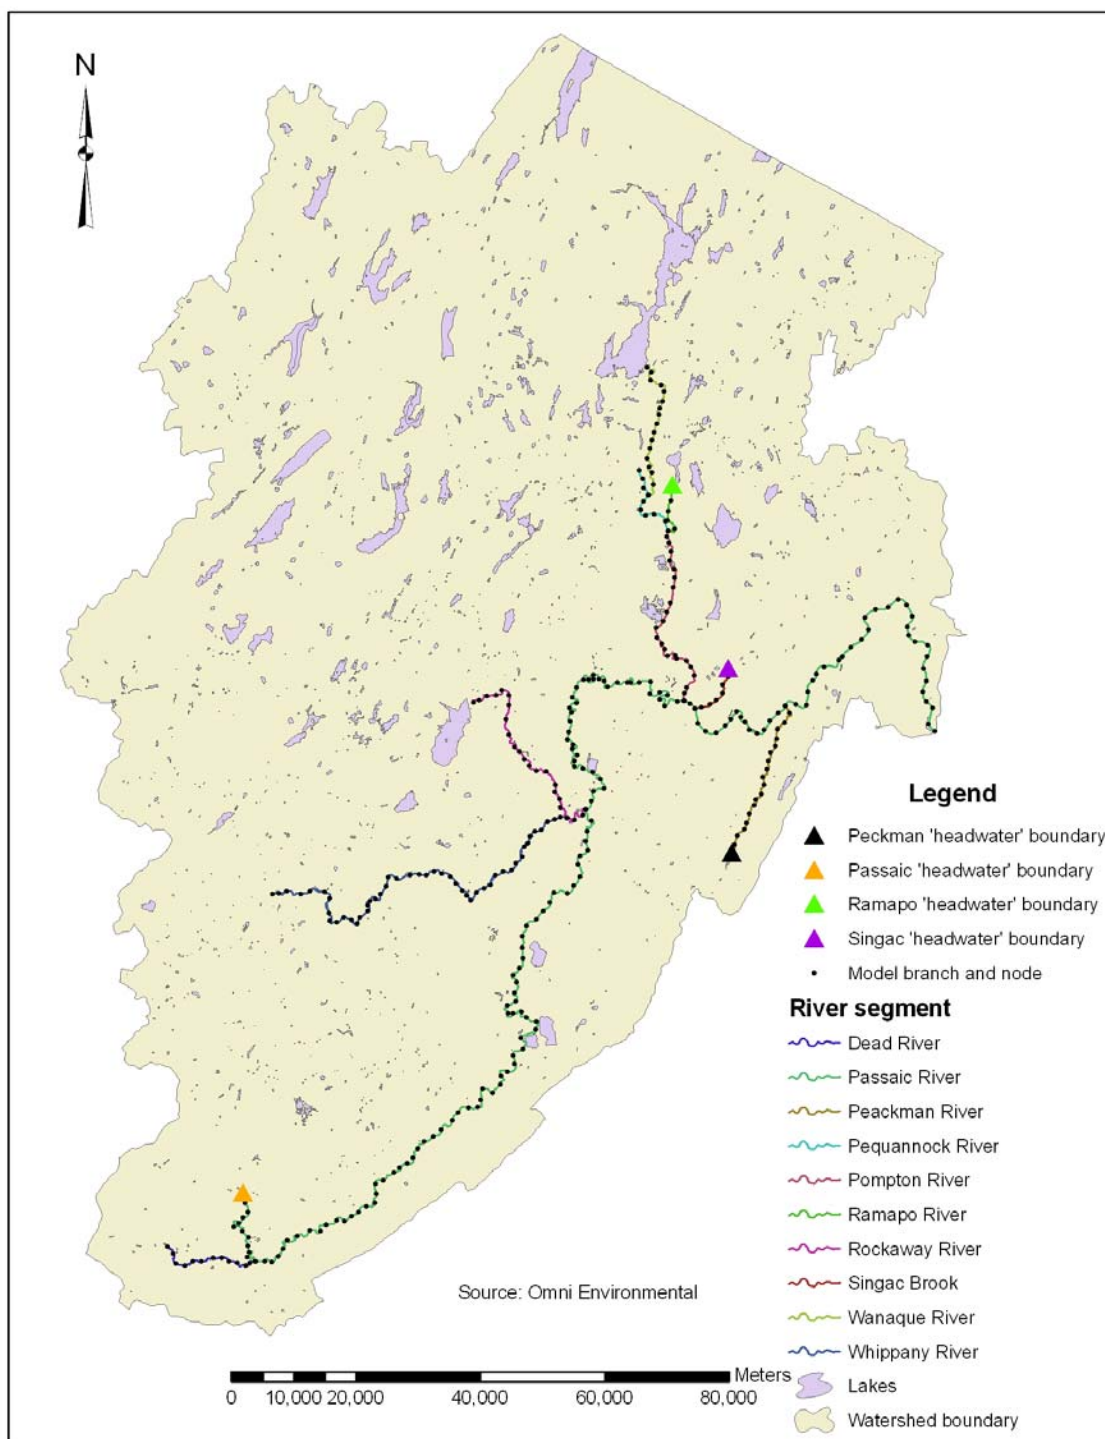 N
Legend
Peckman 'headwater' boundary
Passaic 'headwater' boundary
Ramapo 'headwater' boundary
Singac 'headwater' boundary
Model branch and node
River segment
Dead River
Passaic River
Peackman River
Pequannock River
Pompton River
Ramapo River
Rockaway River
Source: Omni Environmental
Singac Brook
Wanaque River
Whippany River
Meters
Lakes
0 10,000 20,000 40,000 60,000 80,000
Watershed boundary